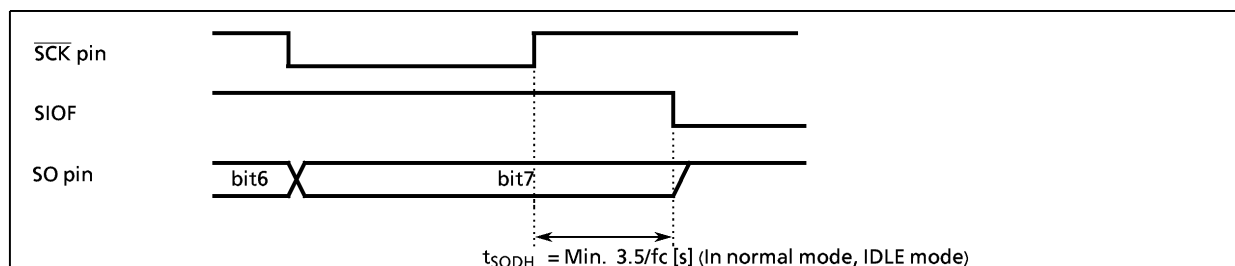 SCK pin
SIOF
SO pin
bit6
bit7
tSODH = Min. 3.5/fc [s] (In normal mode, IDLE mode)